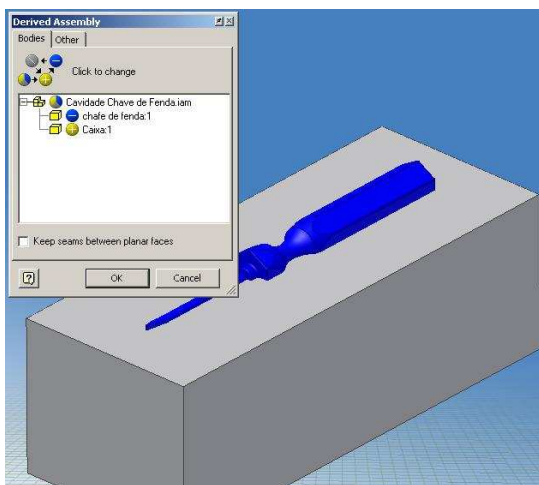 Derived Assembly
Bodies Other
Click to change
Cavidade Chave de Fenda.iam
chafe de fenda:1
Caixa:1
Keep seams between planar faces
OK Cancel